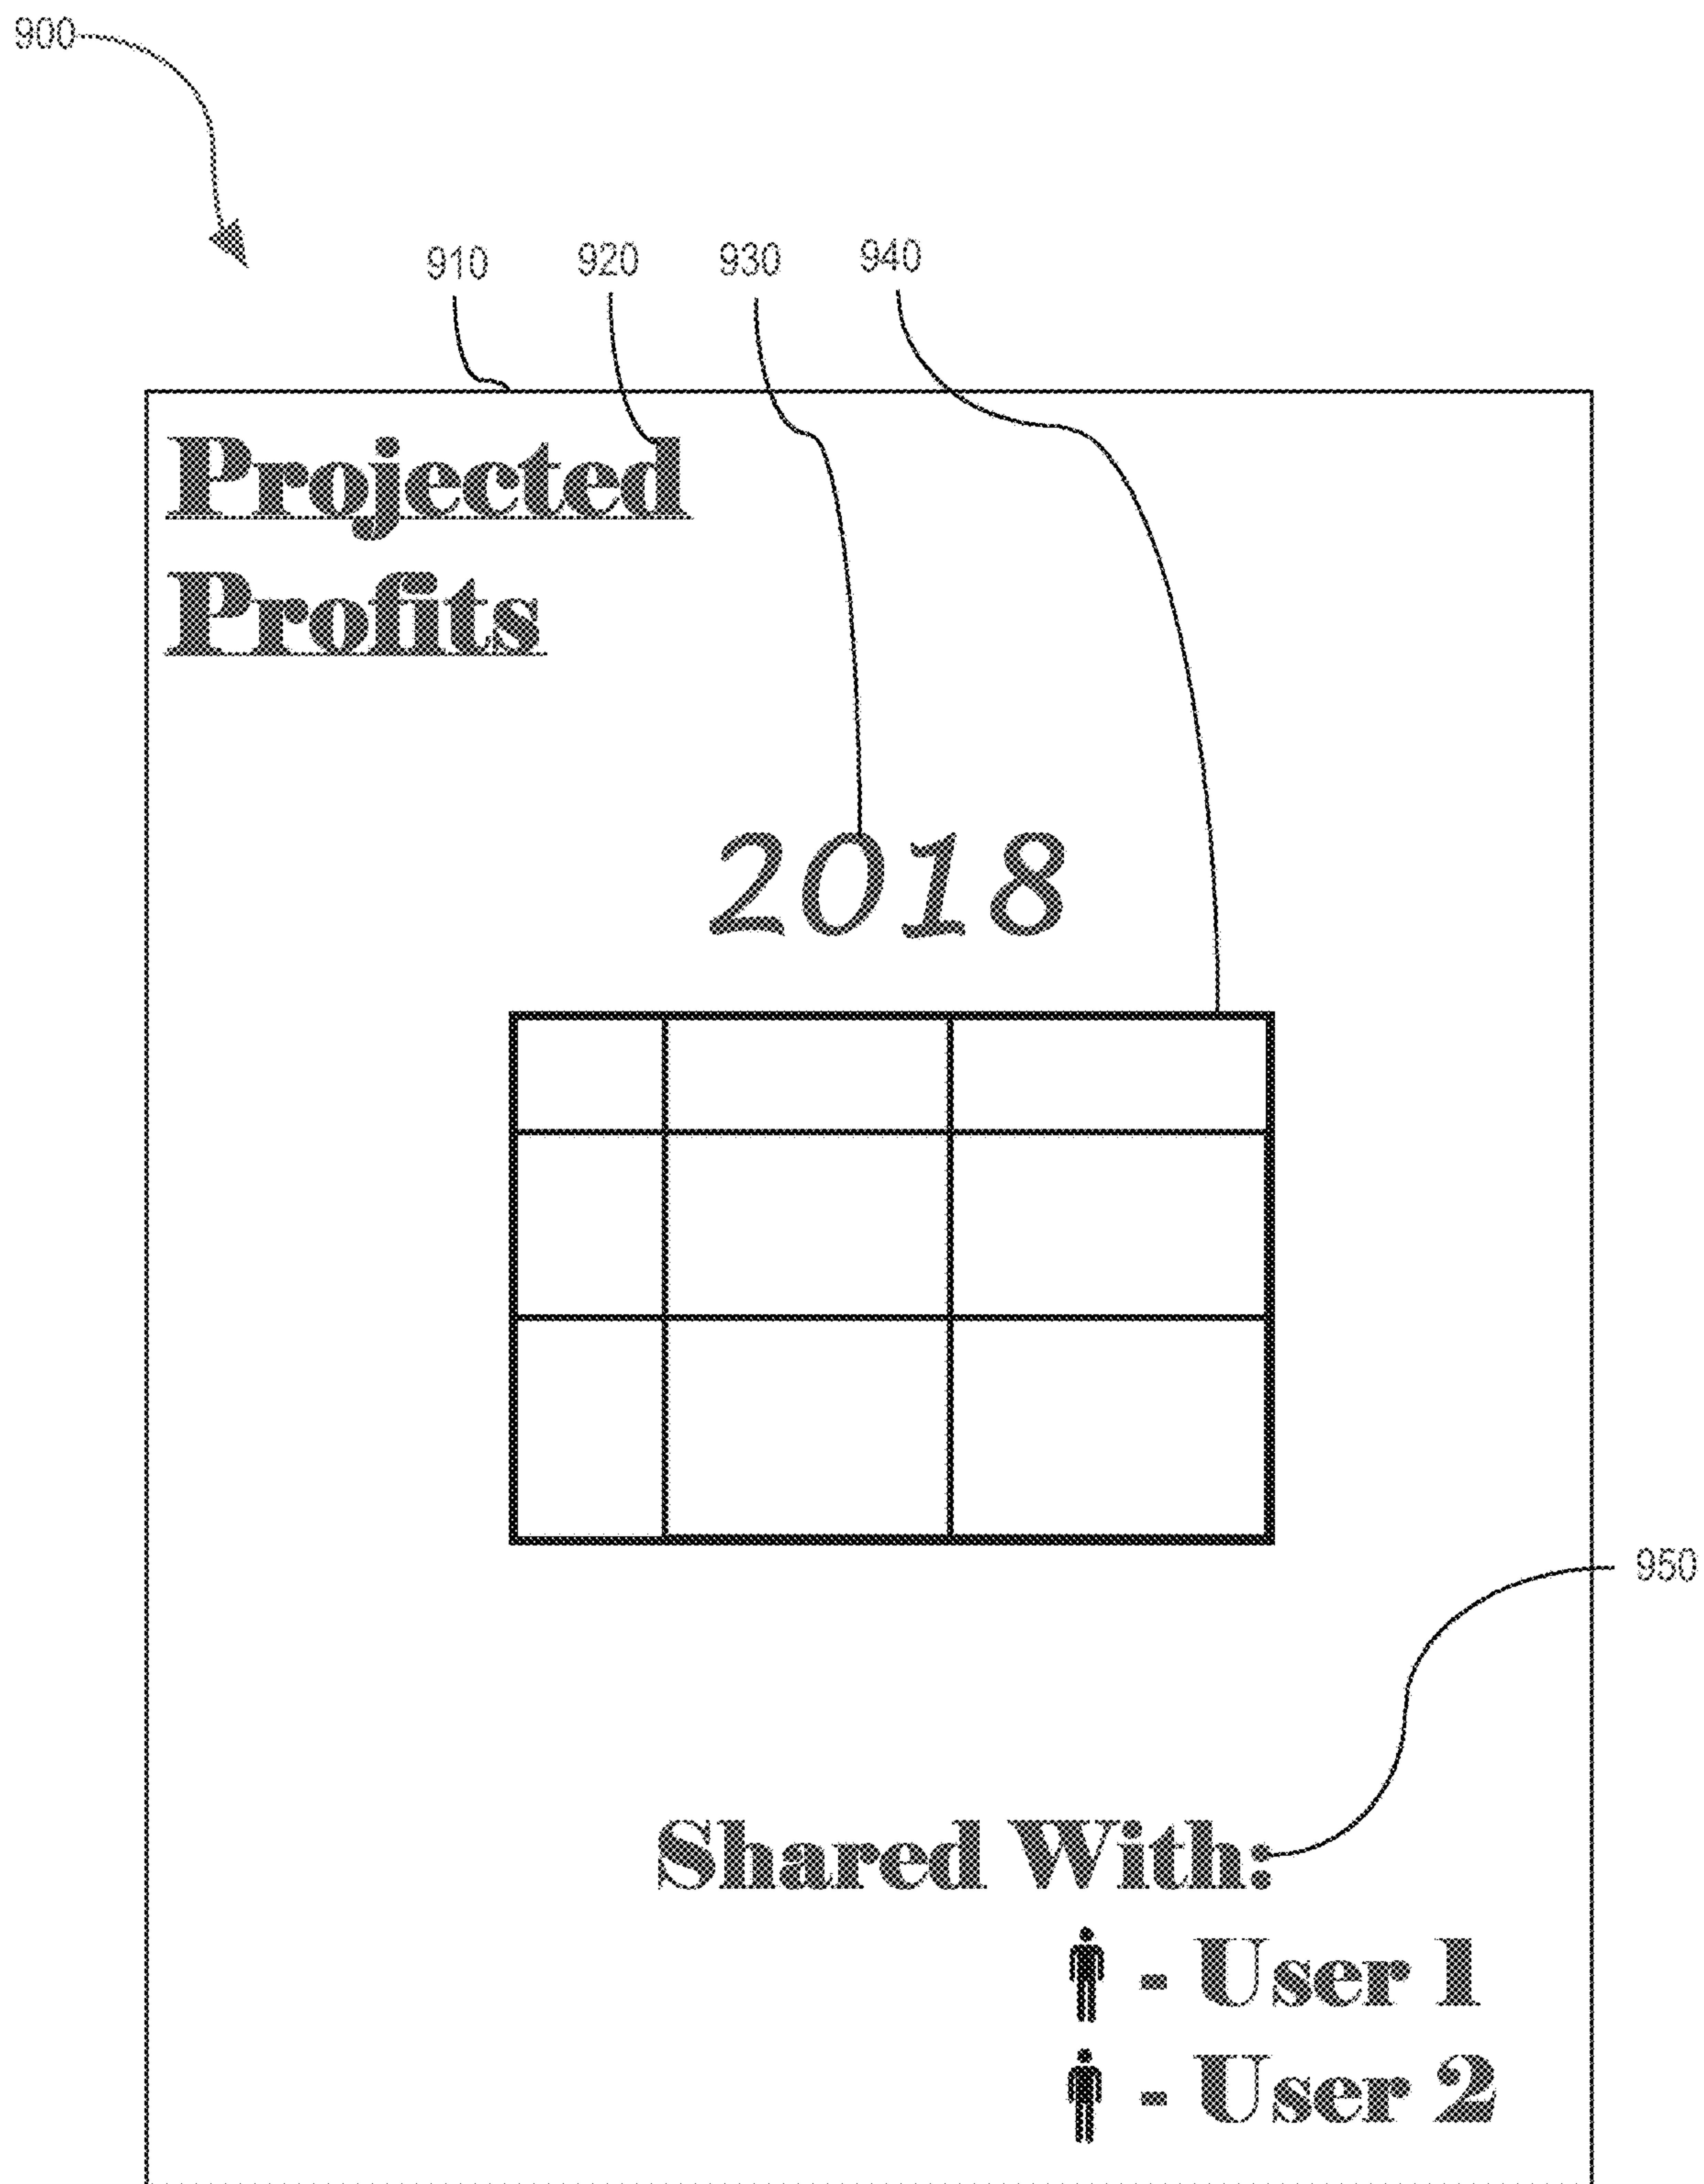 900
910 920 930 940
Projected
Profits
2018
950
Shared With:
- User 1
- User 2